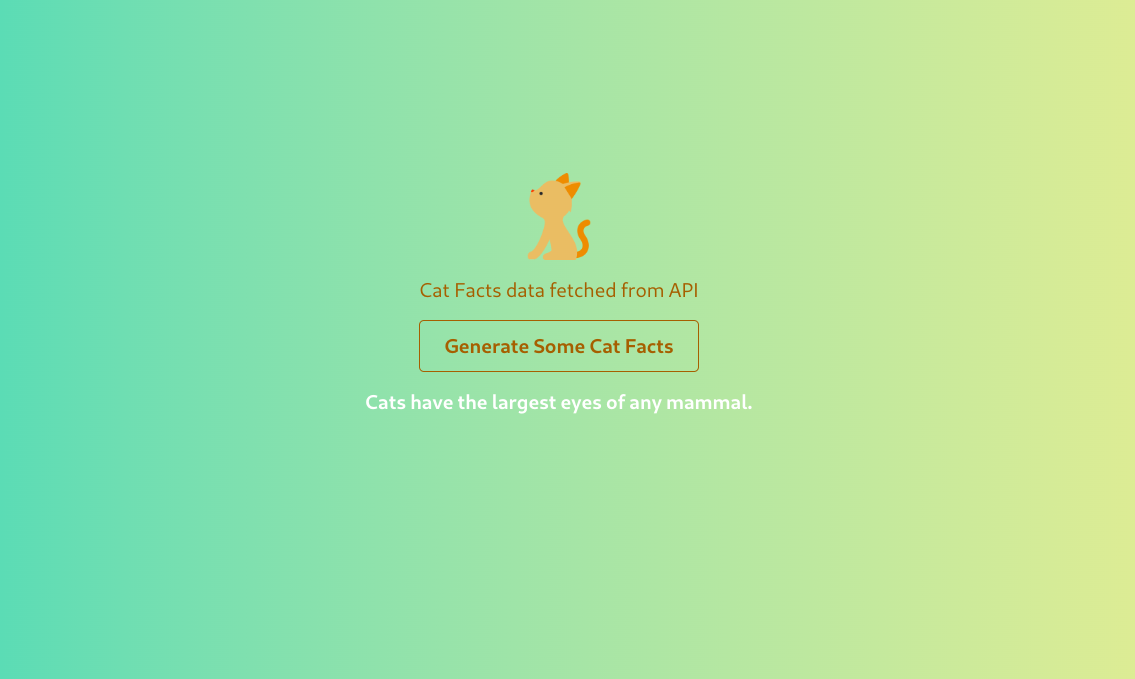 Cat Facts data fetched from API
Generate Some Cat Facts
Cats have the largest eyes of any mammal.